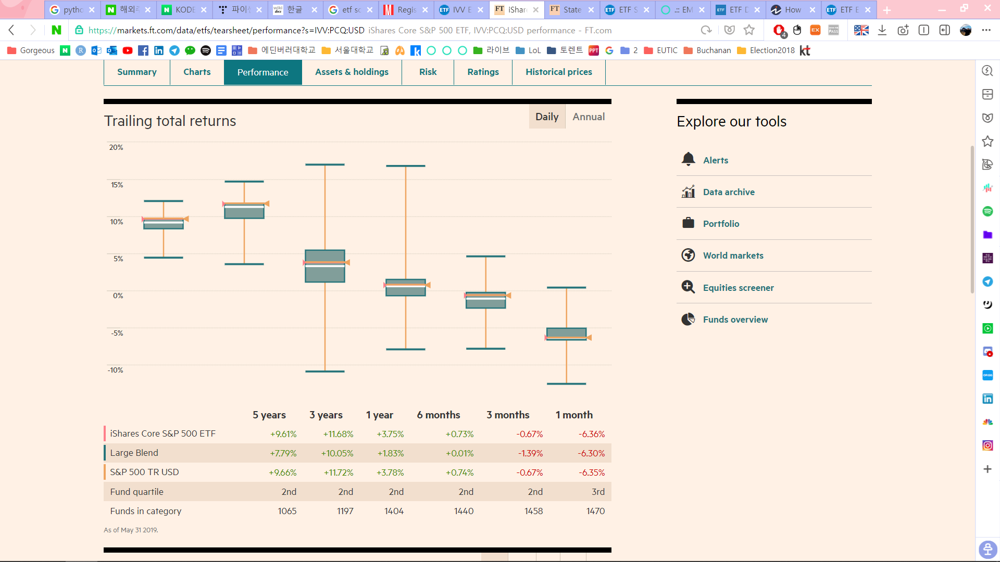 pytho
해외주
KODE
파이선
한글
etf sc
Regis
IVV E
iShar
State
ETF S
.:: EM
ETF D
How
ETF E
https://markets.ft.com/data/etfs/tearsheet/performance?s=IVV:PCQ:USD iShares Core S&P 500 ETF, IVV:PCQ:USD performance - FT.com
Gorgeous
에딘버러대학교
서울대학교
라이브
LoL
토렌트
PPT
2
EUTIC
Buchanan
Election2018
kt
Summary
Charts
Performance
Assets & holdings
Risk
Ratings
Historical prices
Trailing total returns
Daily
Annual
20%
15%
10%
5%
0%
-5%
-10%
5 years 3 years 1 year 6 months 3 months 1 month
iShares Core S&P 500 ETF +9.61% +11.68% +3.75% +0.73% -0.67% -6.36%
Large Blend +7.79% +10.05% +1.83% +0.01% -1.39% -6.30%
S&P 500 TR USD +9.66% +11.72% +3.78% +0.74% -0.67% -6.35%
Fund quartile 2nd 2nd 2nd 2nd 2nd 3rd
Funds in category 1065 1197 1404 1440 1458 1470
As of May 31 2019.
Explore our tools
Alerts
Data archive
Portfolio
World markets
Equities screener
Funds overview